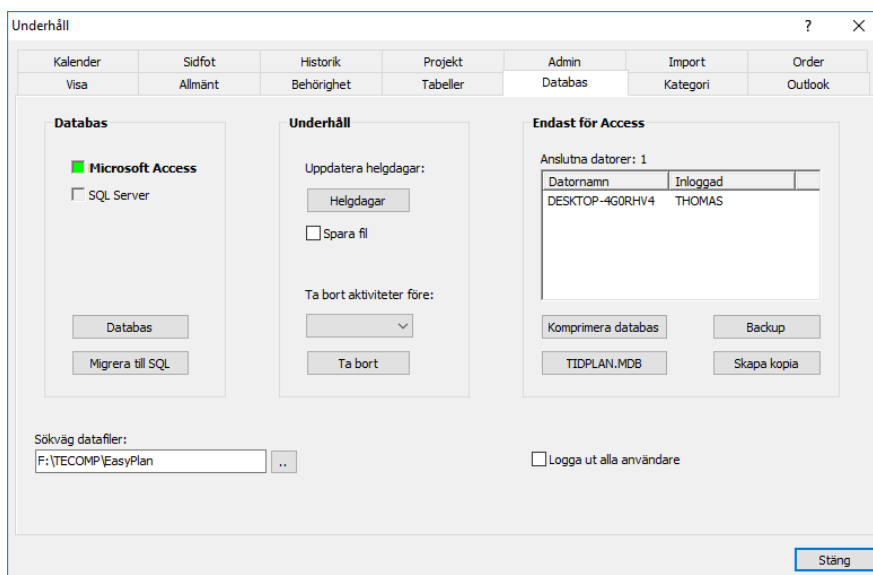 Underhåll ?
Kalender Sidfot Historik Projekt Admin Import Order
Visa Allmänt Behörighet Tabeller Databas Kategori Outlook
Databas
Microsoft Access
SQL Server
Databas
Migrera till SQL
Underhåll
Uppdatera helgdagar:
Helgdagar
Spara fil
Ta bort aktiviteter före:
Ta bort
Endast för Access
Anslutna datorer: 1
Datornamn Inloggad
DESKTOP-4G0RHV4 THOMAS
Komprimera databas Backup
TIDPLAN.MDB Skapa kopia
Sökväg datafiler:
F:\TECOMP\EasyPlan ..
Logga ut alla användare
Stäng